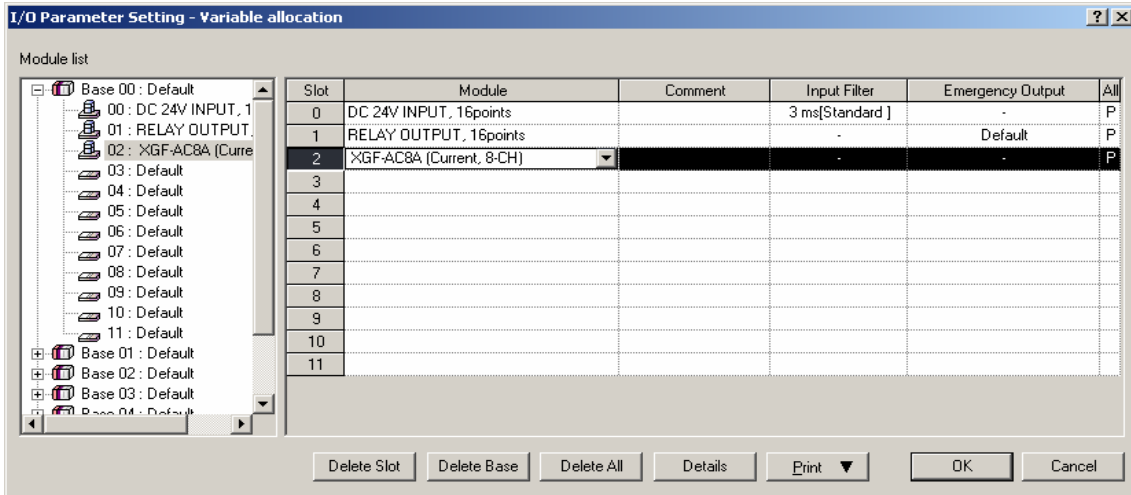 I/O Parameter Setting - Variable allocation
Module list
Base 00 : Default
00 : DC 24V INPUT, 1
01 : RELAY OUTPUT,
02 : XGF-AC8A (Curre
03 : Default
04 : Default
05 : Default
06 : Default
07 : Default
08 : Default
09 : Default
10 : Default
11 : Default
Base 01 : Default
Base 02 : Default
Base 03 : Default
Base 04 : Default
Slot Module Comment Input Filter Emergency Output All
0 DC 24V INPUT, 16points 3 ms[Standard ] - P
1 RELAY OUTPUT, 16points - Default P
2 XGF-AC8A (Current, 8-CH) - - P
3
4
5
6
7
8
9
10
11
Delete Slot Delete Base Delete All Details Print ▼ OK Cancel